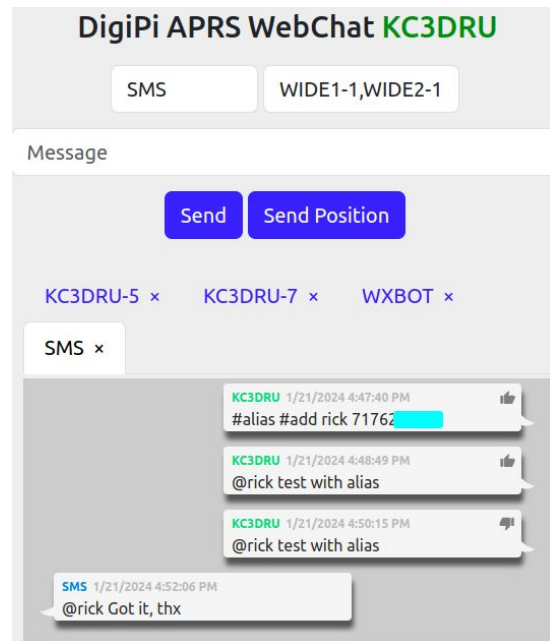 DigiPi APRS WebChat KC3DRU
SMS WIDE1-1,WIDE2-1
Message
Send Send Position
KC3DRU-5 × KC3DRU-7 × WXBOT ×
SMS ×
KC3DRU 1/21/2024 4:47:40 PM
#alias #add rick 71762
KC3DRU 1/21/2024 4:48:49 PM
@rick test with alias
KC3DRU 1/21/2024 4:50:15 PM
@rick test with alias
SMS 1/21/2024 4:52:06 PM
@rick Got it, thx